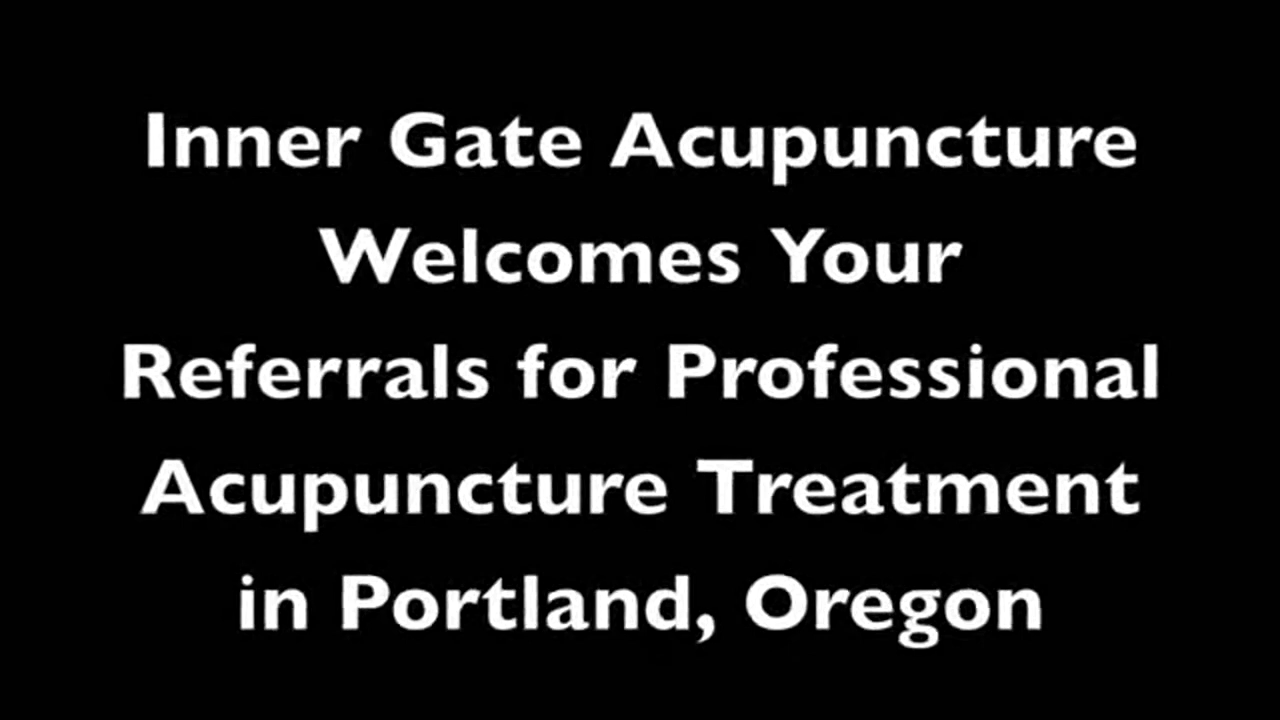 Inner Gate Acupuncture
Welcomes Your
Referrals for Professional
Acupuncture Treatment
in Portland, Oregon